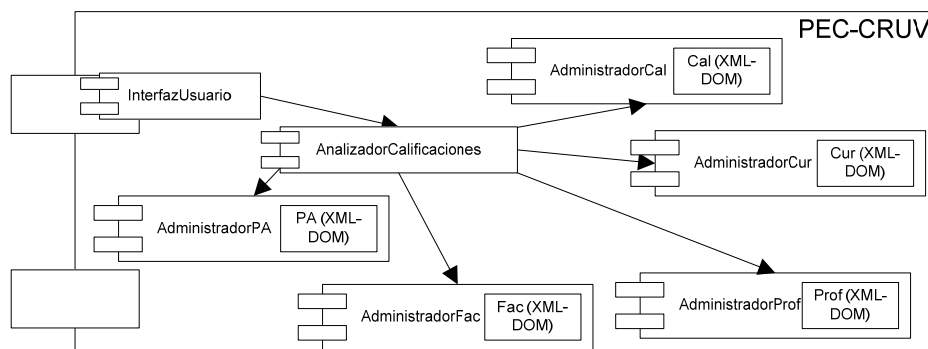 PEC-CRUV
AdministradorCal
Cal (XML-
DOM)
InterfazUsuario
AnalizadorCalificaciones
AdministradorCur
Cur (XML-
DOM)
AdministradorPA
PA (XML-
DOM)
AdministradorFac
Fac (XML-
DOM)
AdministradorProf
Prof (XML-
DOM)